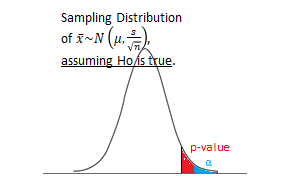 Sampling Distribution
of x̄~N(μ, s/√n),
assuming Ho is true.
p-value
α